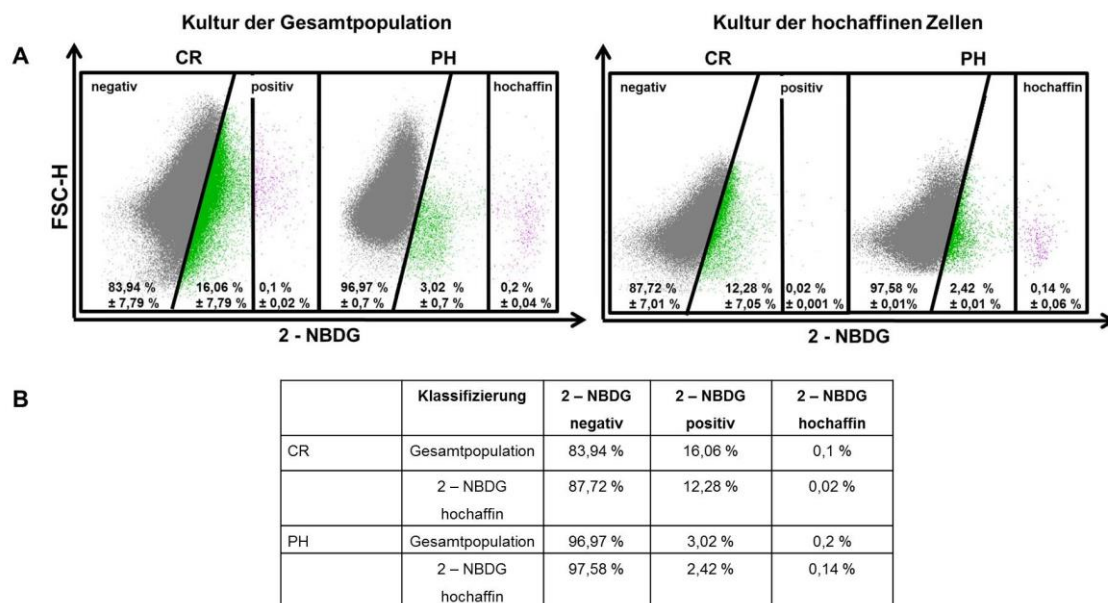 Kultur der Gesamtpopulation
Kultur der hochaffinen Zellen
A
CR
PH
negativ
positiv
hochaffin
83,94 %
± 7,79 %
16,06 %
± 7,79 %
0,1 %
± 0,02 %
96,97 %
± 0,7 %
3,02 %
± 0,7 %
0,2 %
± 0,04 %
FSC-H
2 - NBDG
CR
PH
negativ
positiv
hochaffin
87,72 %
± 7,01 %
12,28 %
± 7,05 %
0,02 %
± 0,001 %
97,58 %
± 0,01%
2,42 %
± 0,01 %
0,14 %
± 0,06 %
2 - NBDG
B
Klassifizierung
2 – NBDG
negativ
2 – NBDG
positiv
2 – NBDG
hochaffin
CR
Gesamtpopulation
83,94 %
16,06 %
0,1 %
2 – NBDG
hochaffin
87,72 %
12,28 %
0,02 %
PH
Gesamtpopulation
96,97 %
3,02 %
0,2 %
2 – NBDG
hochaffin
97,58 %
2,42 %
0,14 %